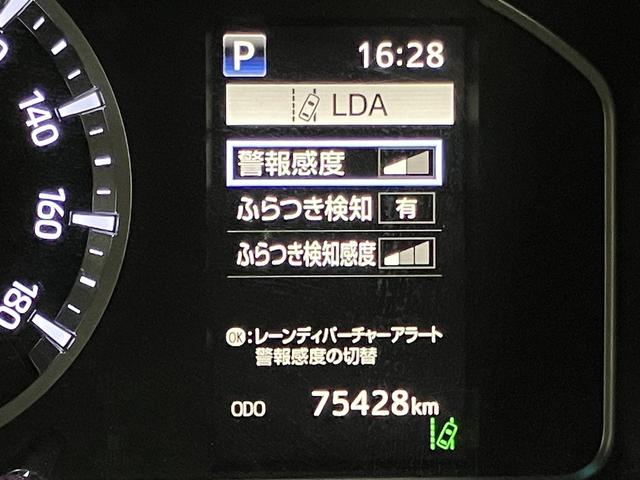 P 16:28
LDA
警報感度
ふらつき検知 有
ふらつき検知感度
OK:レーンディパーチャーアラート
警報感度の切替
ODO 75428km
140
160
180